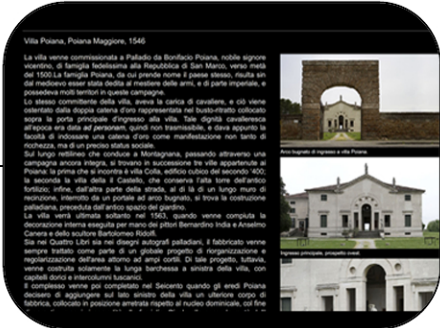 Villa Poiana, Poiana Maggiore, 1546
La villa venne commissionata a Palladio da Bonifacio Poiana, nobile signore
vicentino, di famiglia fedelissima alla Repubblica di San Marco, verso metà
del 1500.La famiglia Poiana, da cui prende nome il paese stesso, risulta sin
dal medioevo esser stata dedita al mestiere delle armi, e di parte imperiale, e
possedeva molti territori in queste campagne.
Lo stesso committente della villa, aveva la carica di cavaliere, e ciò viene
ostentato dalla doppia catena d'oro rappresentata nel busto-ritratto collocato
sopra la porta principale d'ingresso alla villa. Tale dignità cavalleresca
all'epoca era data ad personam, quindi non trasmissibile, e dava appunto la
facoltà di indossare una catena d'oro come manifestazione non tanto di
ricchezza, ma di un preciso status sociale.
Sul lungo rettilineo che conduce a Montagnana, passando attraverso una
campagna ancora integra, si trovano in successione tre ville appartenute ai
Poiana: la prima che si incontra è villa Colla, edificio cubico del secondo '400;
la seconda la villa del il Castello, che conserva l'alta torre dell'antico
fortilizio; infine, dall'altra parte della strada, al di là di un lungo muro di
recinzione, interrotto da un portale ad arco bugnato, si trova la costruzione
palladiana, preceduta dall'antico spazio del giardino.
La villa verrà ultimata soltanto nel 1563, quando venne compiuta la
decorazione interna eseguita per mano dei pittori Bernardino India e Anselmo
Canera e dello scultore Bartolomeo Ridolfi.
Sia nei Quattro Libri sia nei disegni autografi palladiani, il fabbricato venne
sempre trattato come parte di un globale progetto di riorganizzazione e
regolarizzazione dell'area attorno ad ampi cortili. Di tale progetto, tuttavia,
venne costruita solamente la lunga barchessa a sinistra della villa, con
capitelli dorici e intercolunni tuscanici.
Il complesso venne poi completato nel Seicento quando gli eredi Poiana
decisero di aggiungere sul lato sinistro della villa un ulteriore corpo di
fabbrica, collocato in posizione arretrata rispetto al nucleo dominicale, col fine
Arco bugnato di ingresso e villa Poiana.
Ingresso principale, prospetto ovest.